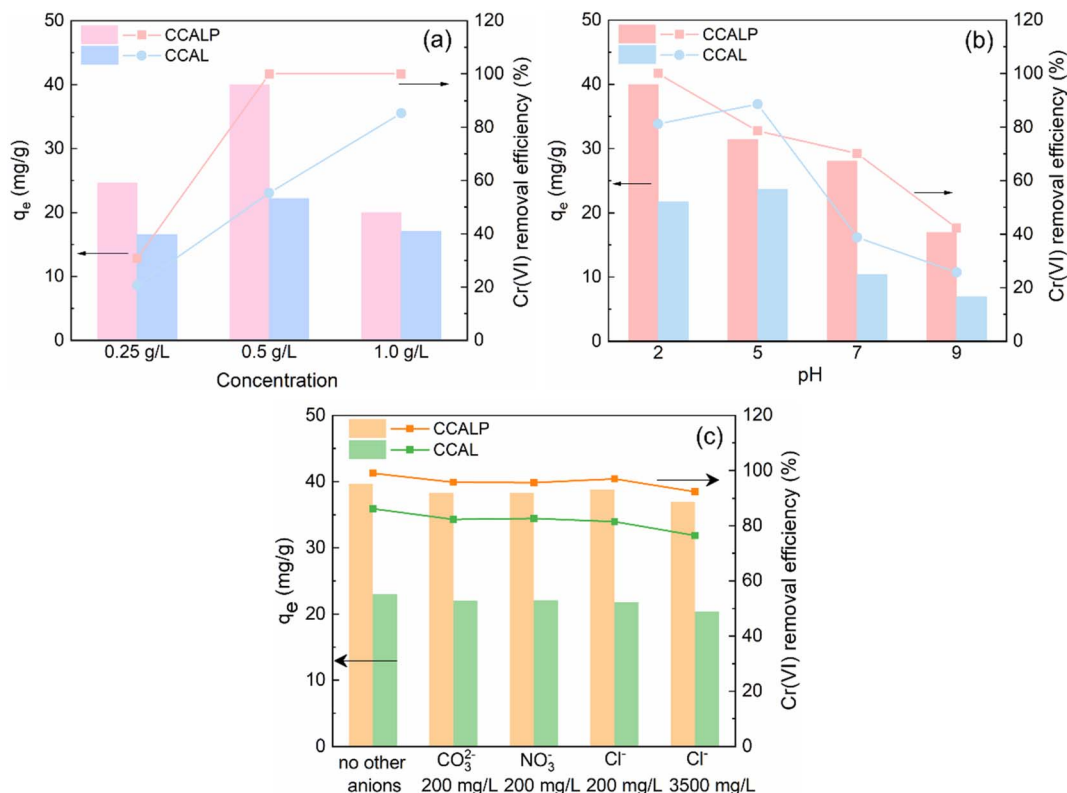 (a)
CCALP
CCAL
50
40
30
20
10
0
qₑ (mg/g)
120
100
80
60
40
20
0
Cr(VI) removal efficiency (%)
0.25 g/L 0.5 g/L 1.0 g/L
Concentration
(b)
CCALP
CCAL
50
40
30
20
10
0
qₑ (mg/g)
120
100
80
60
40
20
0
Cr(VI) removal efficiency (%)
2 5 7 9
pH
(c)
CCALP
CCAL
50
40
30
20
10
0
qₑ (mg/g)
120
100
80
60
40
20
0
Cr(VI) removal efficiency (%)
no other CO₃²⁻ NO₃⁻ Cl⁻ Cl⁻
anions 200 mg/L 200 mg/L 200 mg/L 3500 mg/L